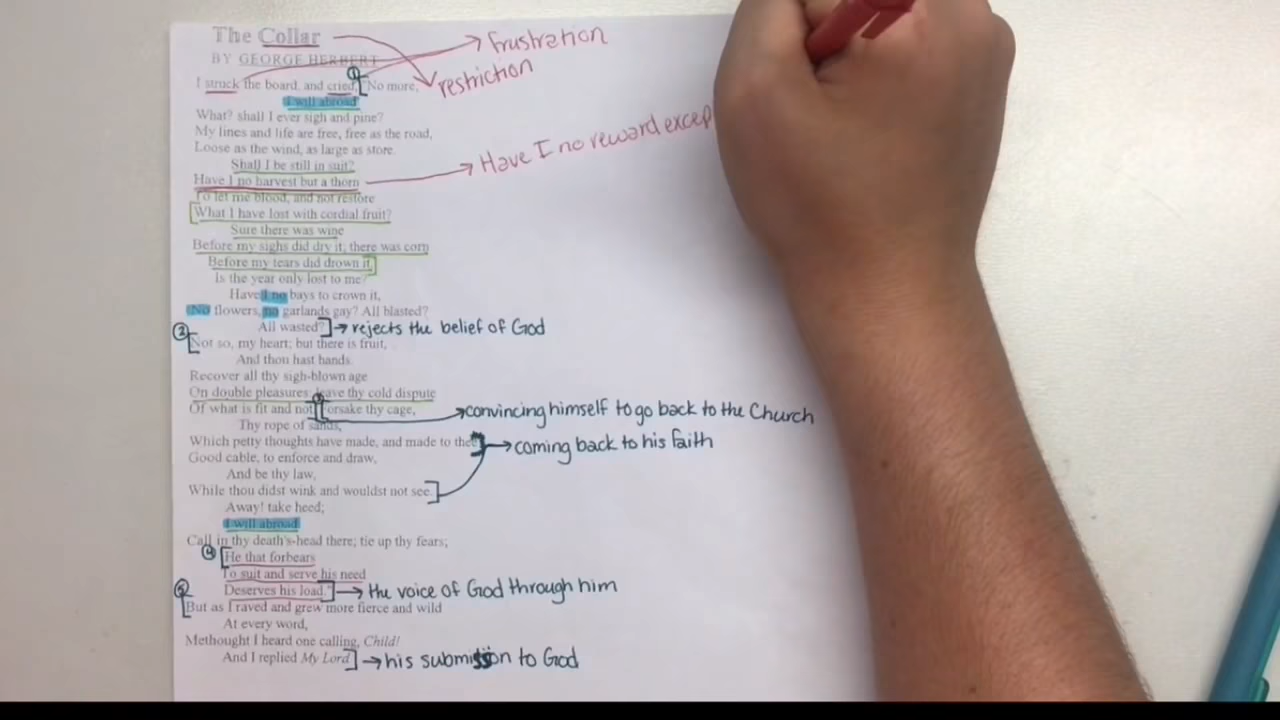 The Collar
BY GEORGE HERBERT
frustration
restriction
1
I struck the board, and cried, "No more,
I will abroad
What? shall I ever sigh and pine?
My lines and life are free, free as the road,
Loose as the wind, as large as store.
Shall I be still in suit?
Have I no harvest but a thorn
Have I no reward excep
To let me blood, and not restore
What I have lost with cordial fruit?
Sure there was wine
Before my sighs did dry it; there was corn
Before my tears did drown it.
Is the year only lost to me?
Have I no bays to crown it,
No flowers, no garlands gay? All blasted?
All wasted? rejects the belief of God
2
Not so, my heart; but there is fruit,
And thou hast hands.
Recover all thy sigh-blown age
On double pleasures: leave thy cold dispute
Of what is fit and not. Forsake thy cage,
convincing himself to go back to the Church
Thy rope of sands,
Which petty thoughts have made, and made to thee
coming back to his faith
Good cable, to enforce and draw,
And be thy law,
While thou didst wink and wouldst not see.
Away! take heed;
I will abroad
Call in thy death's-head there; tie up thy fears;
4
He that forbears
To suit and serve his need
Deserves his load." the voice of God through him
But as I raved and grew more fierce and wild
At every word,
Methought I heard one calling, Child!
And I replied My Lord. his submission to God